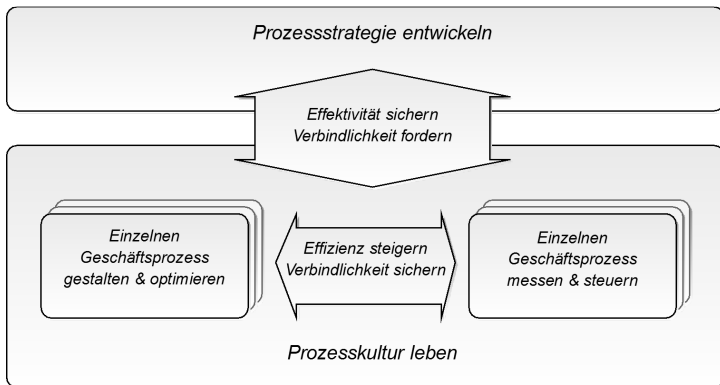 Prozessstrategie entwickeln
Effektivität sichern
Verbindlichkeit fordern
Einzelnen
Geschäftsprozess
gestalten & optimieren
Effizienz steigern
Verbindlichkeit sichern
Einzelnen
Geschäftsprozess
messen & steuern
Prozesskultur leben